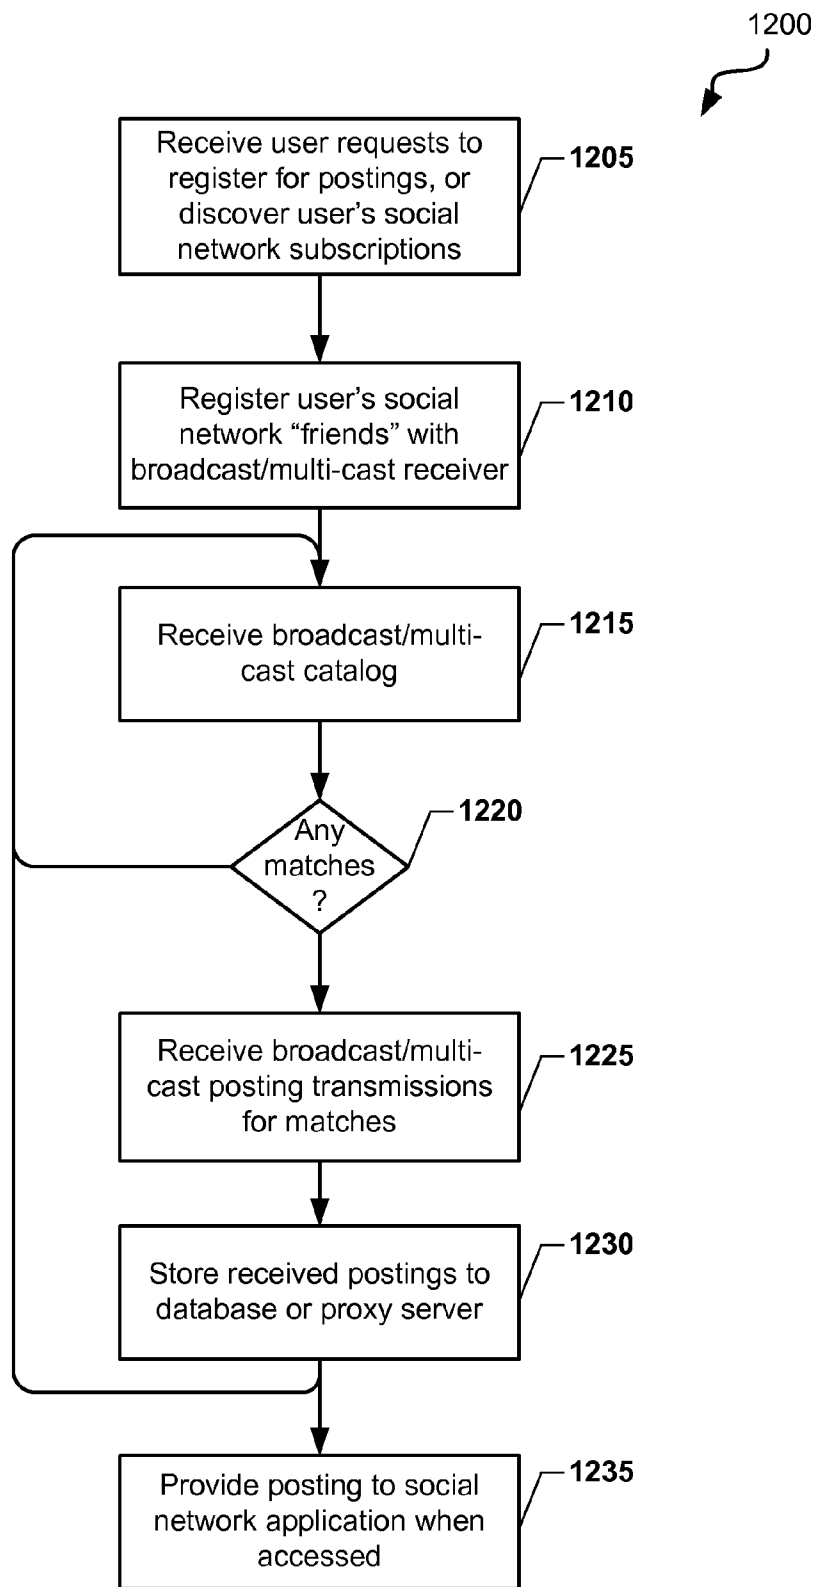 1200
Receive user requests to
register for postings, or
discover user’s social
network subscriptions
1205
Register user’s social
network “friends” with
broadcast/multi-cast receiver
1210
Receive broadcast/multi-
cast catalog
1215
Any
matches
?
1220
Receive broadcast/multi-
cast posting transmissions
for matches
1225
Store received postings to
database or proxy server
1230
Provide posting to social
network application when
accessed
1235